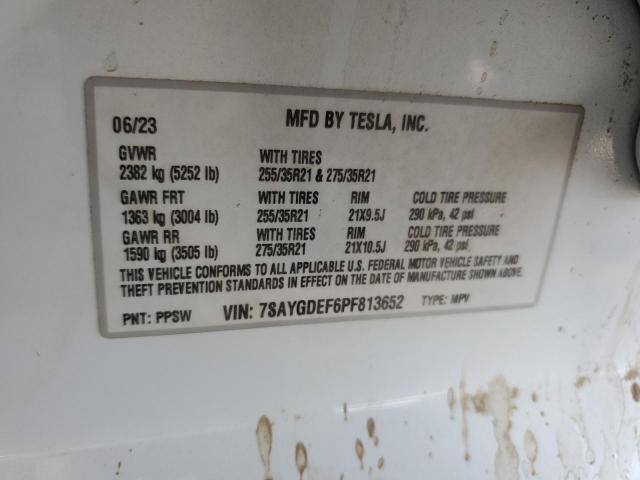 06/23 MFD BY TESLA, INC.
GVWR WITH TIRES
2382 kg (5252 lb) 255/35R21 & 275/35R21
GAWR FRT WITH TIRES RIM COLD TIRE PRESSURE
1363 kg (3004 lb) 255/35R21 21X9.5J 290 kPa, 42 psi
GAWR RR WITH TIRES RIM COLD TIRE PRESSURE
1590 kg (3505 lb) 275/35R21 21X10.5J 290 kPa, 42 psi
THIS VEHICLE CONFORMS TO ALL APPLICABLE U.S. FEDERAL MOTOR VEHICLE SAFETY AND
THEFT PREVENTION STANDARDS IN EFFECT ON THE DATE OF MANUFACTURE SHOWN ABOVE.
PNT: PPSW VIN: 7SAYGDEF6PF813652 TYPE: MPV